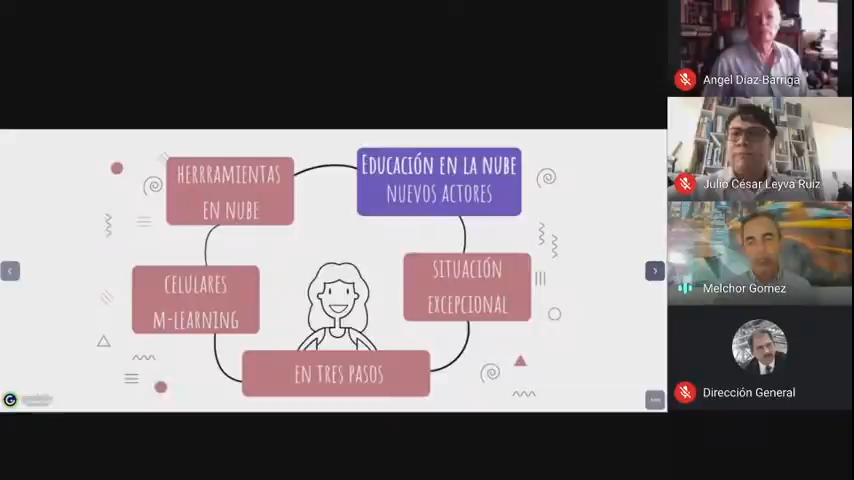 HERRRAMIENTAS
EN NUBE
EDUCACIÓN EN LA NUBE
NUEVOS ACTORES
CELULARES
M-LEARNING
SITUACIÓN
EXCEPCIONAL
EN TRES PASOS
Angel Díaz-Barriga
Julio César Leyva Ruiz
Melchor Gomez
Dirección General